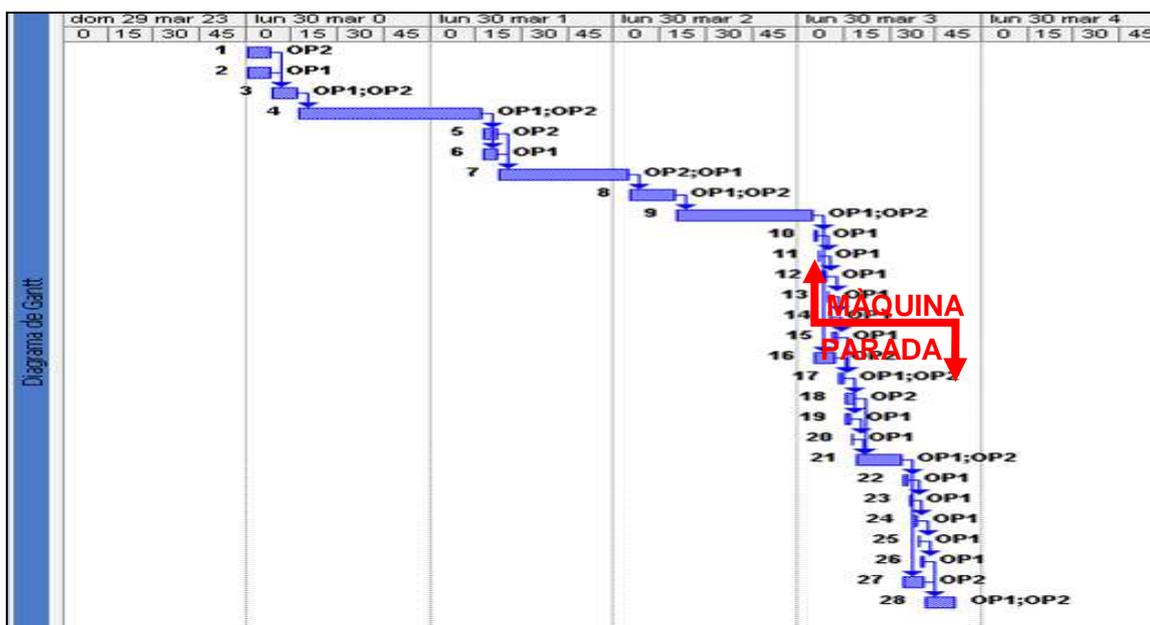 dom 29 mar 23 lun 30 mar 0 lun 30 mar 1 lun 30 mar 2 lun 30 mar 3 lun 30 mar 4
0 15 30 45 0 15 30 45 0 15 30 45 0 15 30 45 0 15 30 45 0 15 30 45
Diagrama de Gantt
1 OP2
2 OP1
3 OP1;OP2
4 OP1;OP2
5 OP2
6 OP1
7 OP2;OP1
8 OP1;OP2
9 OP1;OP2
10 OP1
11 OP1
12 OP1
13 OP1
MÀQUINA
14
15 OP1
PARADA
16 OP2
17 OP1;OP2
18 OP2
19 OP1
20 OP1
21 OP1;OP2
22 OP1
23 OP1
24 OP1
25 OP1
26 OP1
27 OP2
28 OP1;OP2